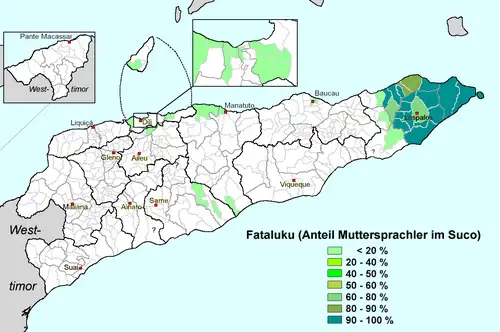 Pante Macassar
West-
timor
Dili
Manatuto
Baucau
Liquiçá
Lospalos
Gleno
Aileu
?
Viqueque
Same
Maliana
Ainaro
?
West-
timor
Suai
Fataluku (Anteil Muttersprachler im Suco)
< 20 %
20 - 40 %
40 - 50 %
50 - 60 %
60 - 80 %
80 - 90 %
90 - 100 %